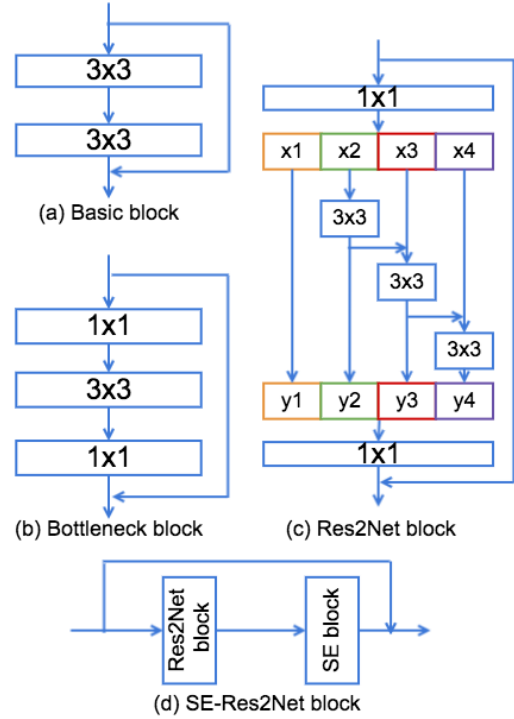 3x3
3x3
(a) Basic block
1x1
3x3
1x1
(b) Bottleneck block
1x1
x1 x2 x3 x4
3x3
3x3
3x3
y1 y2 y3 y4
1x1
(c) Res2Net block
Res2Net
block
SE block
(d) SE-Res2Net block